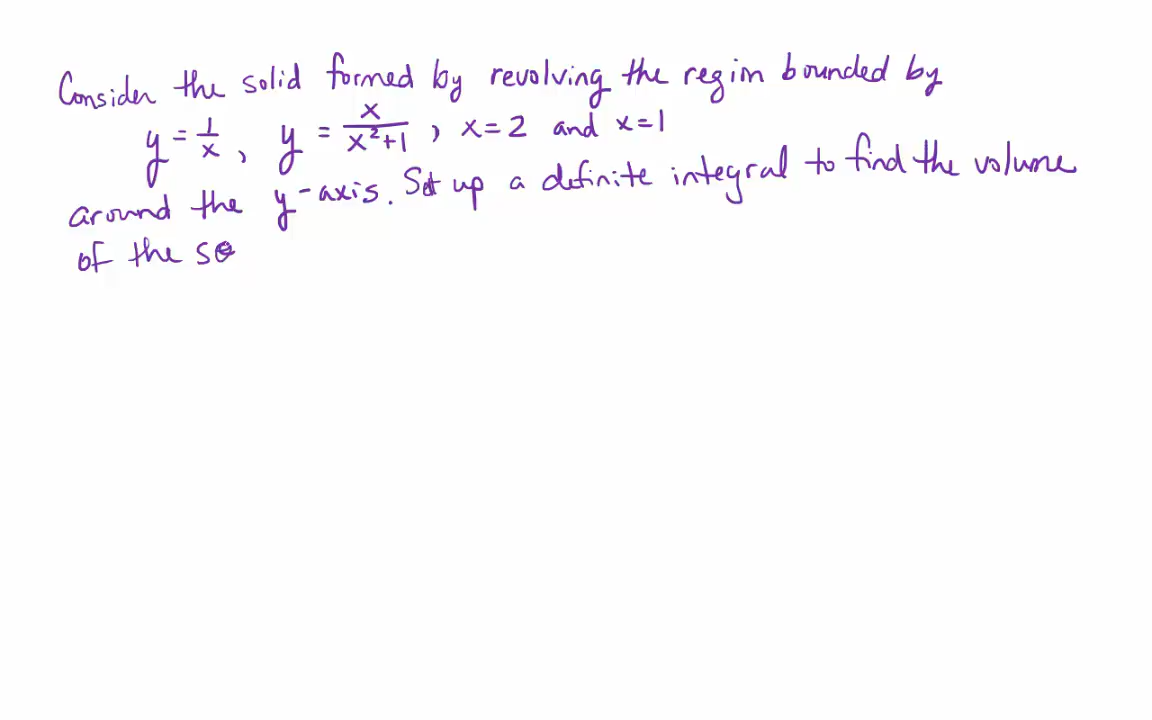 Consider the solid formed by revolving the region bounded by
y = 1/x, y = x/(x²+1), x=2 and x=1
around the y-axis. Set up a definite integral to find the volume
of the so